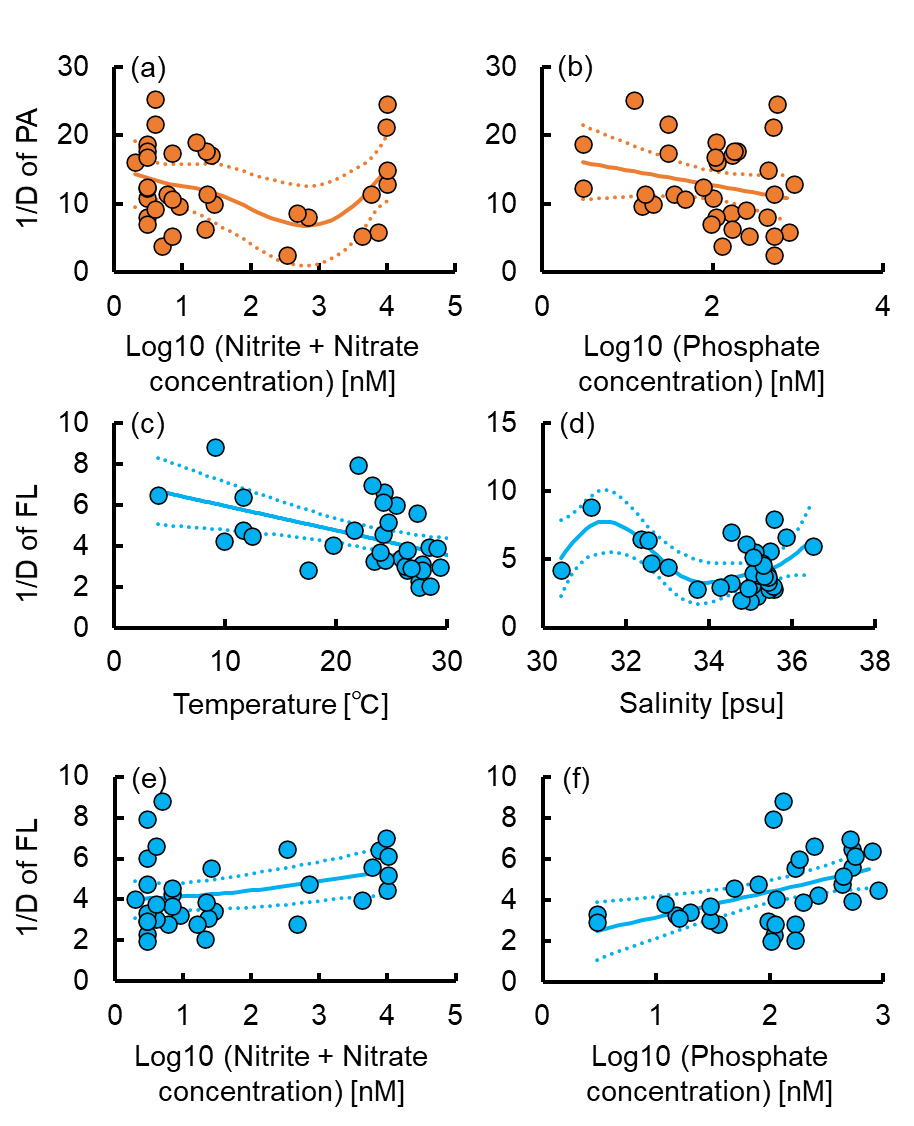 (a)
30
20
10
0
1/D of PA
0 1 2 3 4 5
Log10 (Nitrite + Nitrate
concentration) [nM]
(b)
30
20
10
0
0 2 4
Log10 (Phosphate
concentration) [nM]
(c)
10
8
6
4
2
0
1/D of FL
0 10 20 30
Temperature [℃]
(d)
15
10
5
0
30 32 34 36 38
Salinity [psu]
(e)
10
8
6
4
2
0
1/D of FL
0 1 2 3 4 5
Log10 (Nitrite + Nitrate
concentration) [nM]
(f)
10
8
6
4
2
0
0 1 2 3
Log10 (Phosphate
concentration) [nM]